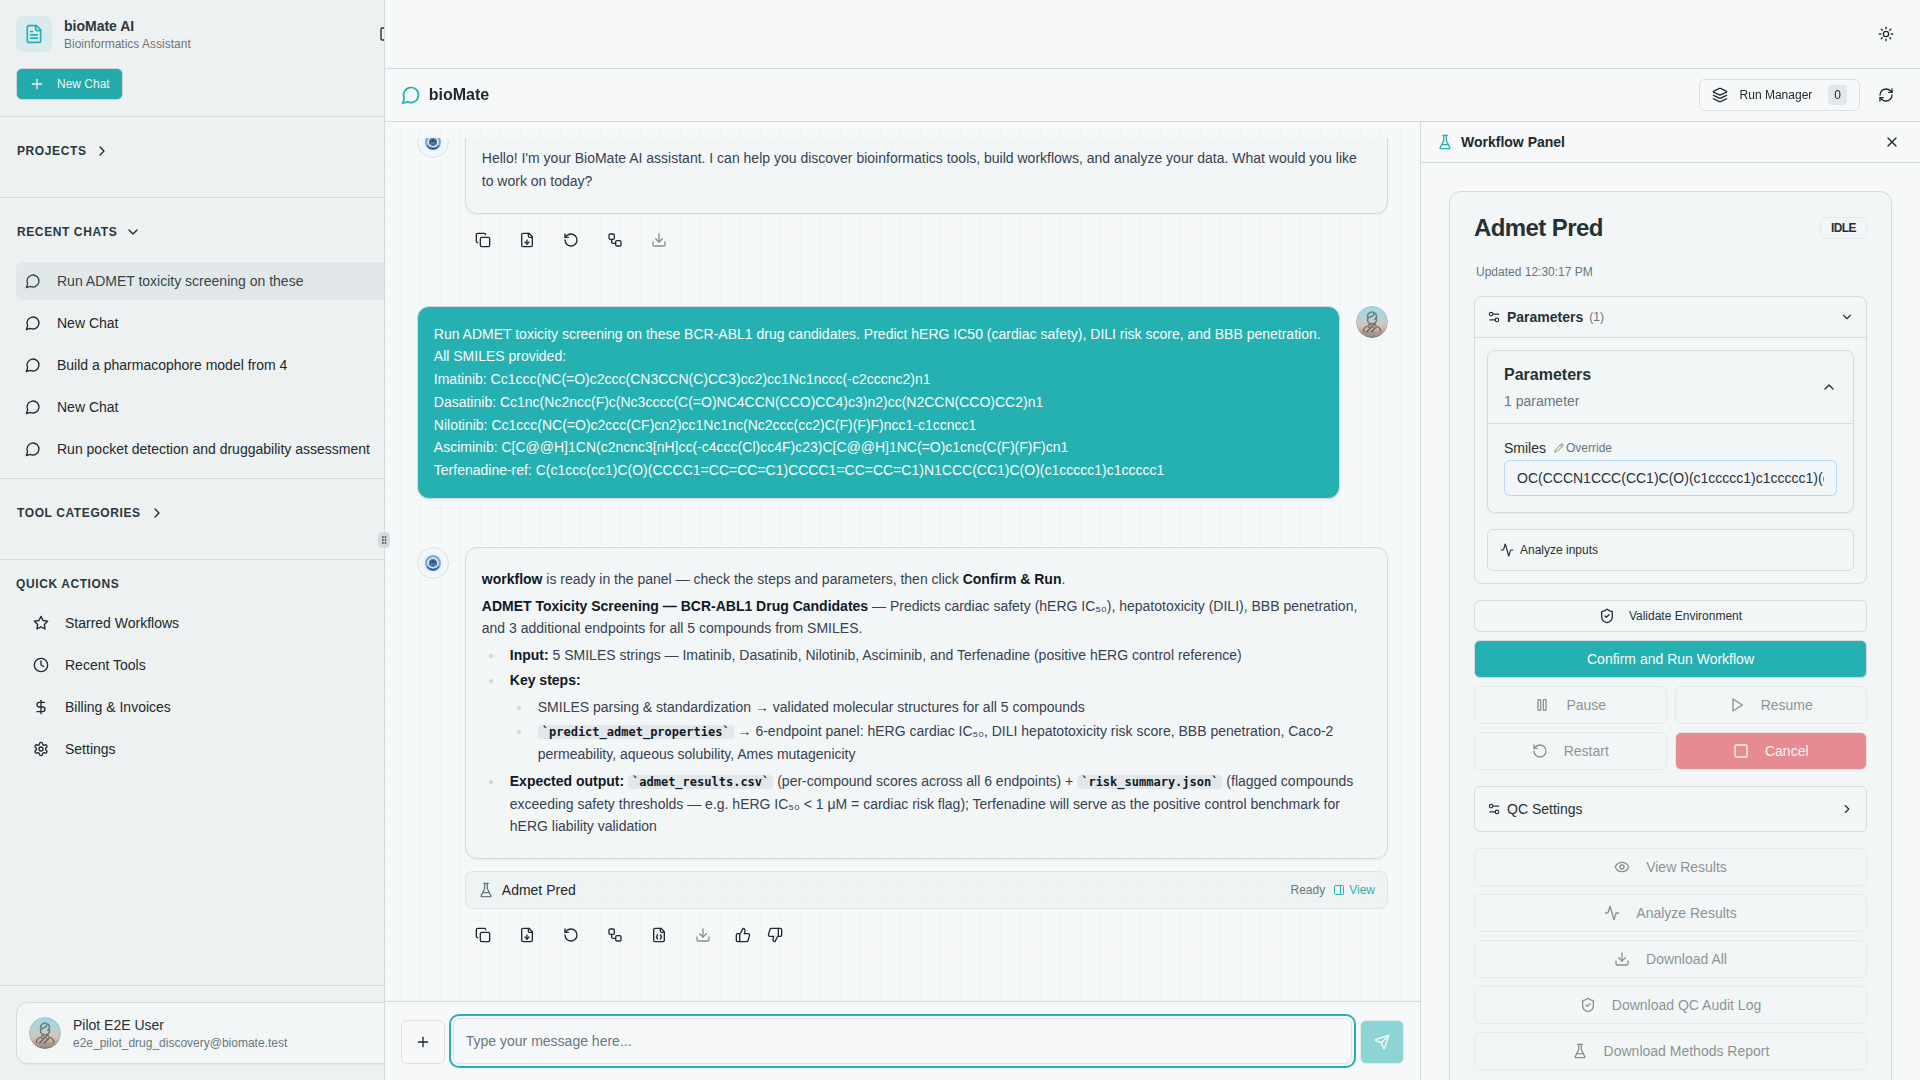 bioMate AI
Bioinformatics Assistant
New Chat
PROJECTS
RECENT CHATS
Run ADMET toxicity screening on these
New Chat
Build a pharmacophore model from 4
New Chat
Run pocket detection and druggability assessment
TOOL CATEGORIES
QUICK ACTIONS
Starred Workflows
Recent Tools
Billing & Invoices
Settings
Pilot E2E User
e2e_pilot_drug_discovery@biomate.test
bioMate
Run Manager 0
Hello! I'm your BioMate AI assistant. I can help you discover bioinformatics tools, build workflows, and analyze your data. What would you like
to work on today?
Run ADMET toxicity screening on these BCR-ABL1 drug candidates. Predict hERG IC50 (cardiac safety), DILI risk score, and BBB penetration.
All SMILES provided:
Imatinib: Cc1ccc(NC(=O)c2ccc(CN3CCN(C)CC3)cc2)cc1Nc1nccc(-c2cccnc2)n1
Dasatinib: Cc1nc(Nc2ncc(F)c(Nc3cccc(C(=O)NC4CCN(CCO)CC4)c3)n2)cc(N2CCN(CCO)CC2)n1
Nilotinib: Cc1ccc(NC(=O)c2ccc(CF)cn2)cc1Nc1nc(Nc2ccc(cc2)C(F)(F)F)ncc1-c1ccncc1
Asciminib: C[C@@H]1CN(c2ncnc3[nH]cc(-c4ccc(Cl)cc4F)c23)C[C@@H]1NC(=O)c1cnc(C(F)(F)F)cn1
Terfenadine-ref: C(c1ccc(cc1)C(O)(CCCC1=CC=CC=C1)CCCC1=CC=CC=C1)N1CCC(CC1)C(O)(c1ccccc1)c1ccccc1
workflow is ready in the panel — check the steps and parameters, then click Confirm & Run.
ADMET Toxicity Screening — BCR-ABL1 Drug Candidates — Predicts cardiac safety (hERG IC₅₀), hepatotoxicity (DILI), BBB penetration,
and 3 additional endpoints for all 5 compounds from SMILES.
Input: 5 SMILES strings — Imatinib, Dasatinib, Nilotinib, Asciminib, and Terfenadine (positive hERG control reference)
Key steps:
SMILES parsing & standardization → validated molecular structures for all 5 compounds
`predict_admet_properties` → 6-endpoint panel: hERG cardiac IC₅₀, DILI hepatotoxicity risk score, BBB penetration, Caco-2
permeability, aqueous solubility, Ames mutagenicity
Expected output: `admet_results.csv` (per-compound scores across all 6 endpoints) + `risk_summary.json` (flagged compounds
exceeding safety thresholds — e.g. hERG IC₅₀ < 1 μM = cardiac risk flag); Terfenadine will serve as the positive control benchmark for
hERG liability validation
Admet Pred
Ready View
Type your message here...
Workflow Panel
Admet Pred
IDLE
Updated 12:30:17 PM
Parameters (1)
Parameters
1 parameter
Smiles Override
OC(CCCN1CCC(CC1)C(O)(c1ccccc1)c1ccccc1)(
Analyze inputs
Validate Environment
Confirm and Run Workflow
Pause
Resume
Restart
Cancel
QC Settings
View Results
Analyze Results
Download All
Download QC Audit Log
Download Methods Report